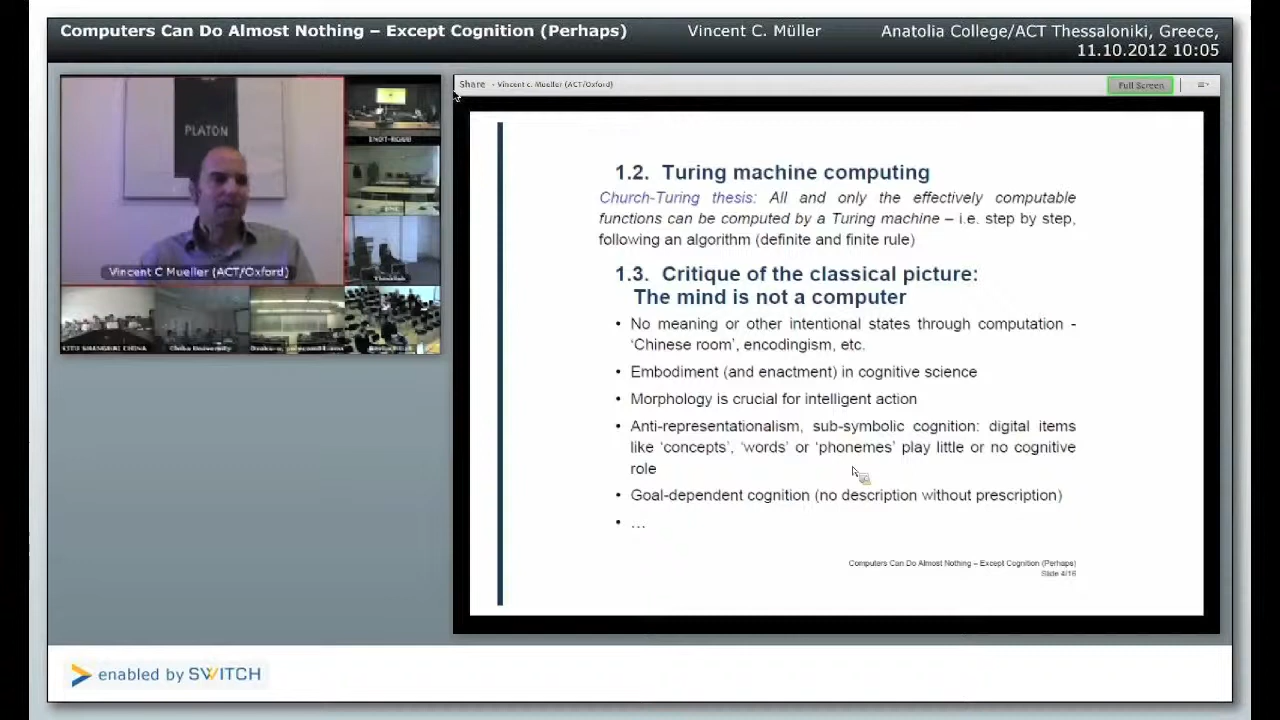 Computers Can Do Almost Nothing – Except Cognition (Perhaps)
Vincent C. Müller
Anatolia College/ACT Thessaloniki, Greece,
11.10.2012 10:05
PLATON
Vincent C Mueller (ACT/Oxford)
Chiba University
Share - Vincent c. Mueller (ACT/Oxford)
Full Screen
1.2. Turing machine computing
Church-Turing thesis: All and only the effectively computable
functions can be computed by a Turing machine – i.e. step by step,
following an algorithm (definite and finite rule)
1.3. Critique of the classical picture:
The mind is not a computer
• No meaning or other intentional states through computation -
‘Chinese room’, encodingism, etc.
• Embodiment (and enactment) in cognitive science
• Morphology is crucial for intelligent action
• Anti-representationalism, sub-symbolic cognition: digital items
like ‘concepts’, ‘words’ or ‘phonemes’ play little or no cognitive
role
• Goal-dependent cognition (no description without prescription)
• …
Computers Can Do Almost Nothing – Except Cognition (Perhaps)
Slide 4/16
enabled by SWITCH